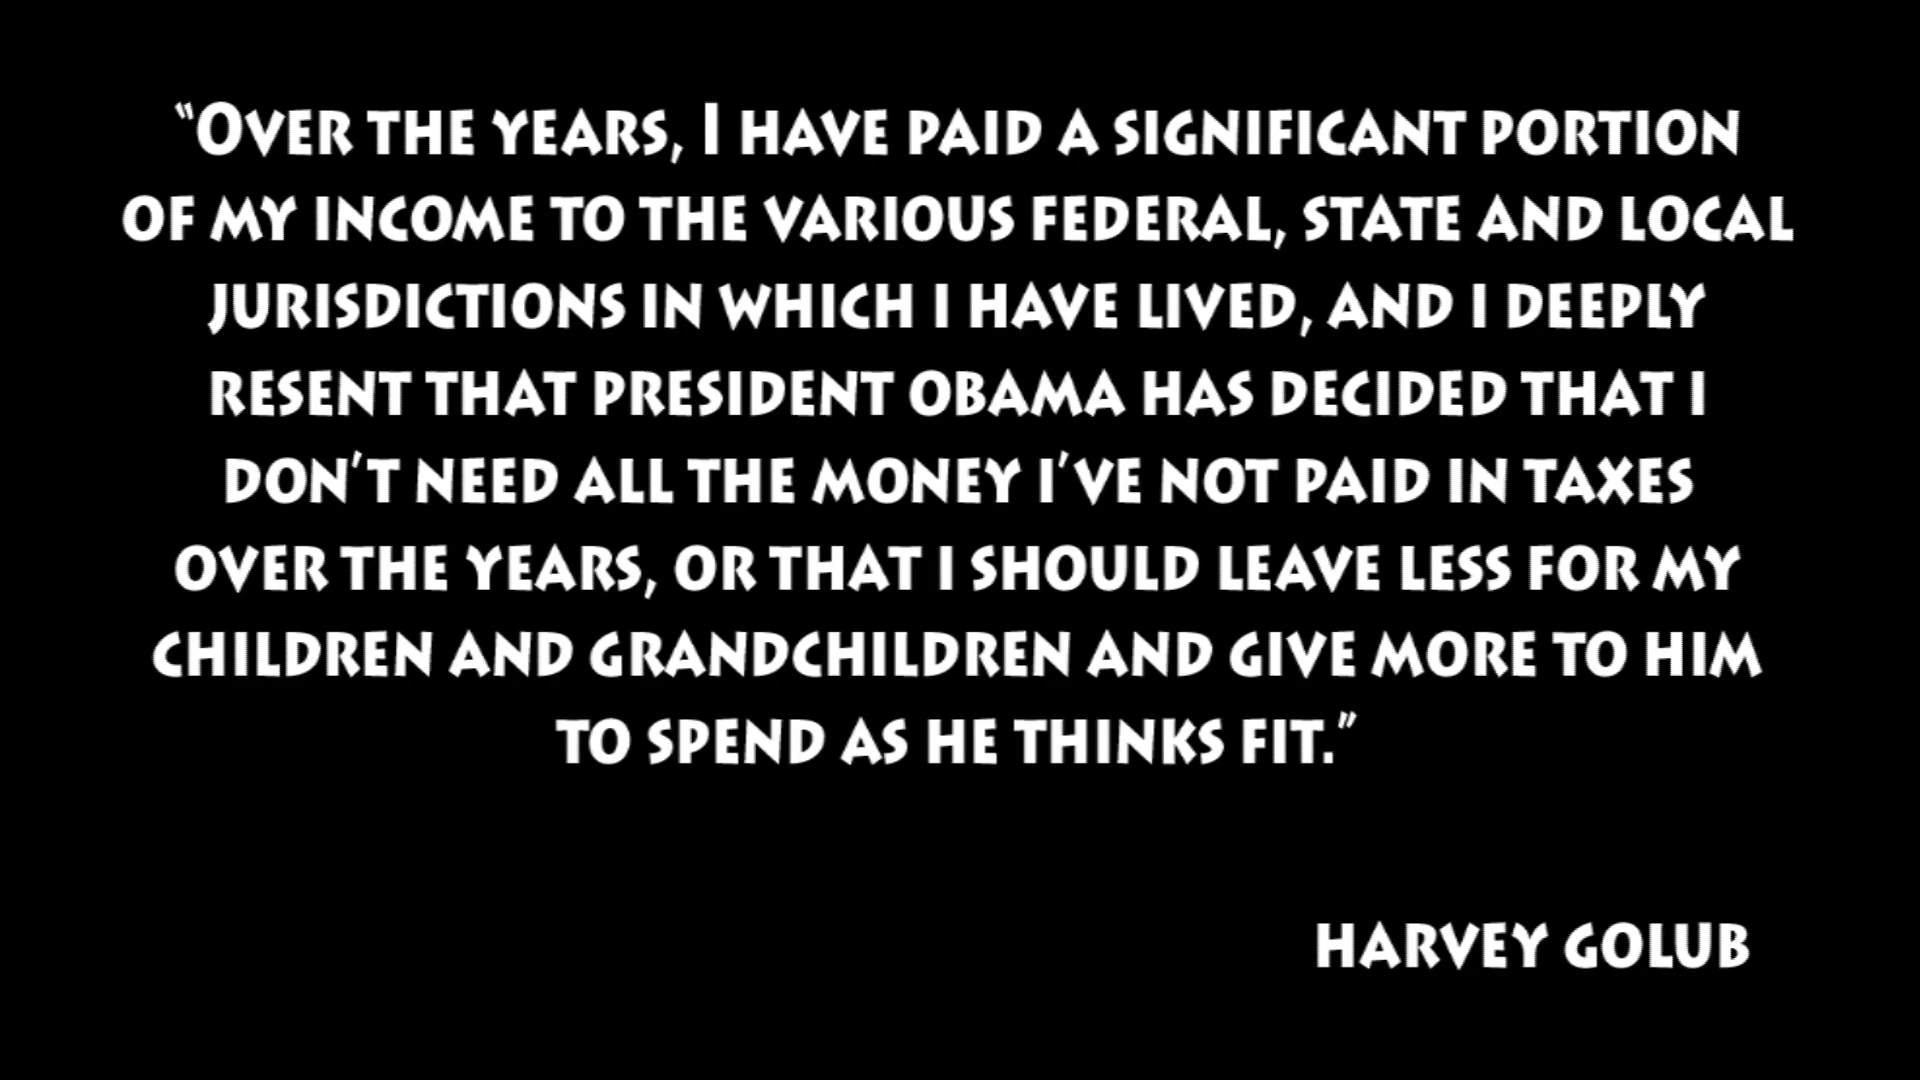 “Over the years, I have paid a significant portion
of my income to the various federal, state and local
jurisdictions in which I have lived, and I deeply
resent that President Obama has decided that I
don’t need all the money I’ve not paid in taxes
over the years, or that I should leave less for my
children and grandchildren and give more to him
to spend as he thinks fit.”
Harvey Golub